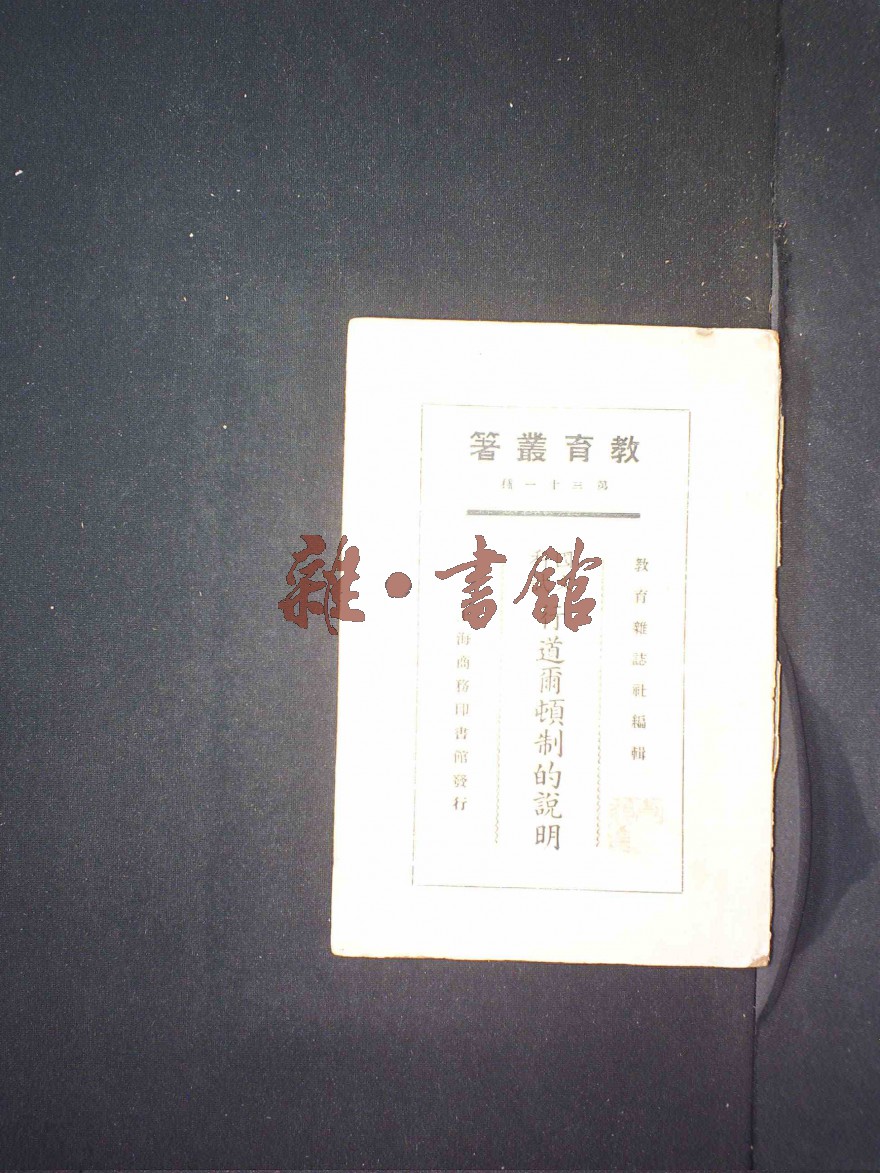 教育叢著
第三十一種
教育雜誌社編輯
行道爾頓制的說明
海商務印書館發行
雜·書館